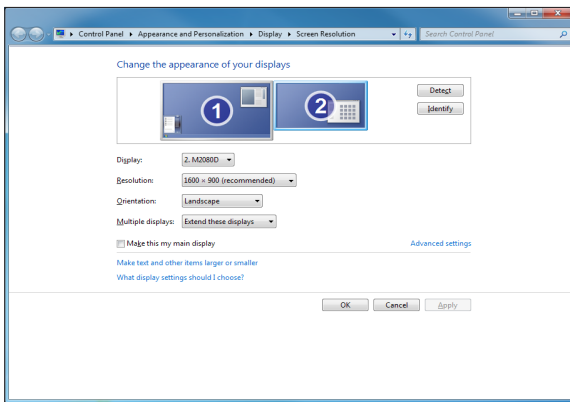 Control Panel ▸ Appearance and Personalization ▸ Display ▸ Screen Resolution
Search Control Panel
Change the appearance of your displays
1
2
Detect
Identify
Display: 2. M2080D
Resolution: 1600 × 900 (recommended)
Orientation: Landscape
Multiple displays: Extend these displays
Make this my main display
Advanced settings
Make text and other items larger or smaller
What display settings should I choose?
OK
Cancel
Apply